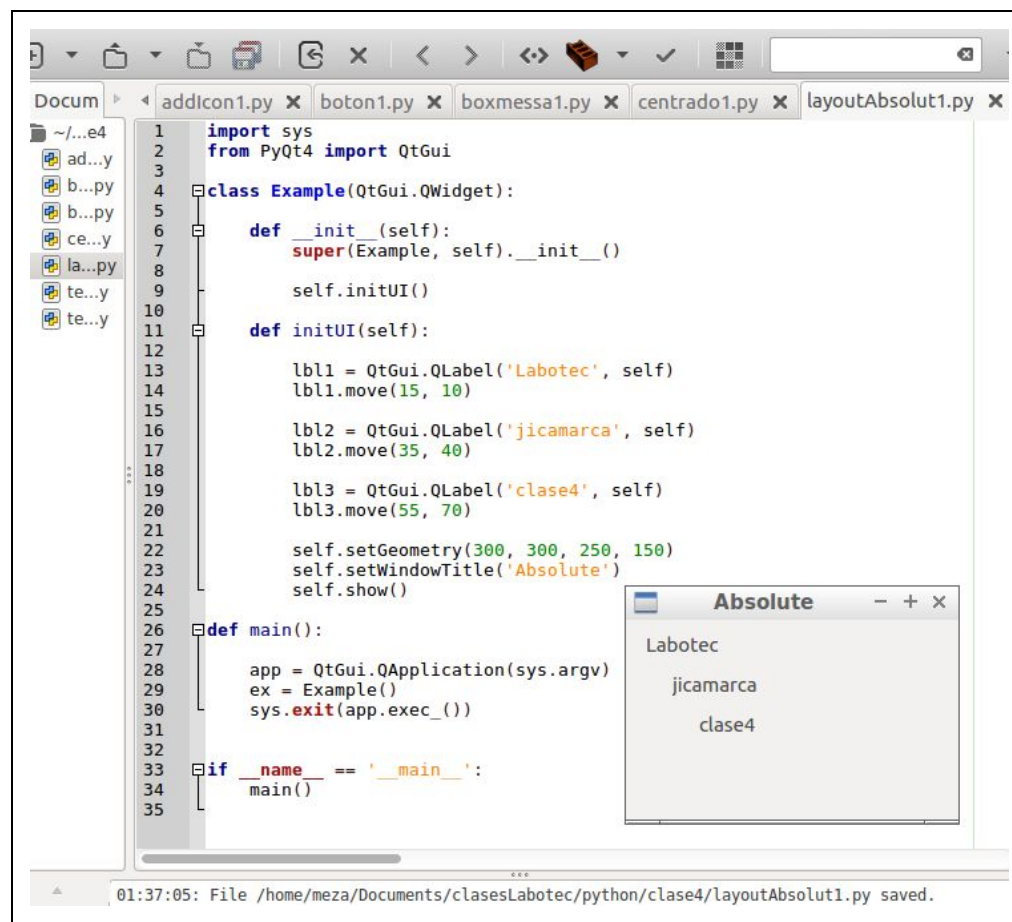 Docum
addIcon1.py
boton1.py
boxmessa1.py
centrado1.py
layoutAbsolut1.py
~/...e4
ad...y
b...py
b...py
ce...y
la...py
te...y
te...y
1 import sys
2 from PyQt4 import QtGui
3
4 class Example(QtGui.QWidget):
5
6     def __init__(self):
7         super(Example, self).__init__()
8
9         self.initUI()
10
11     def initUI(self):
12
13         lbl1 = QtGui.QLabel('Labotec', self)
14         lbl1.move(15, 10)
15
16         lbl2 = QtGui.QLabel('jicamarca', self)
17         lbl2.move(35, 40)
18
19         lbl3 = QtGui.QLabel('clase4', self)
20         lbl3.move(55, 70)
21
22         self.setGeometry(300, 300, 250, 150)
23         self.setWindowTitle('Absolute')
24         self.show()
25
26 def main():
27
28     app = QtGui.QApplication(sys.argv)
29     ex = Example()
30     sys.exit(app.exec_())
31
32
33 if __name__ == '__main__':
34     main()
35
Absolute
Labotec
jicamarca
clase4
01:37:05: File /home/meza/Documents/clasesLabotec/python/clase4/layoutAbsolut1.py saved.